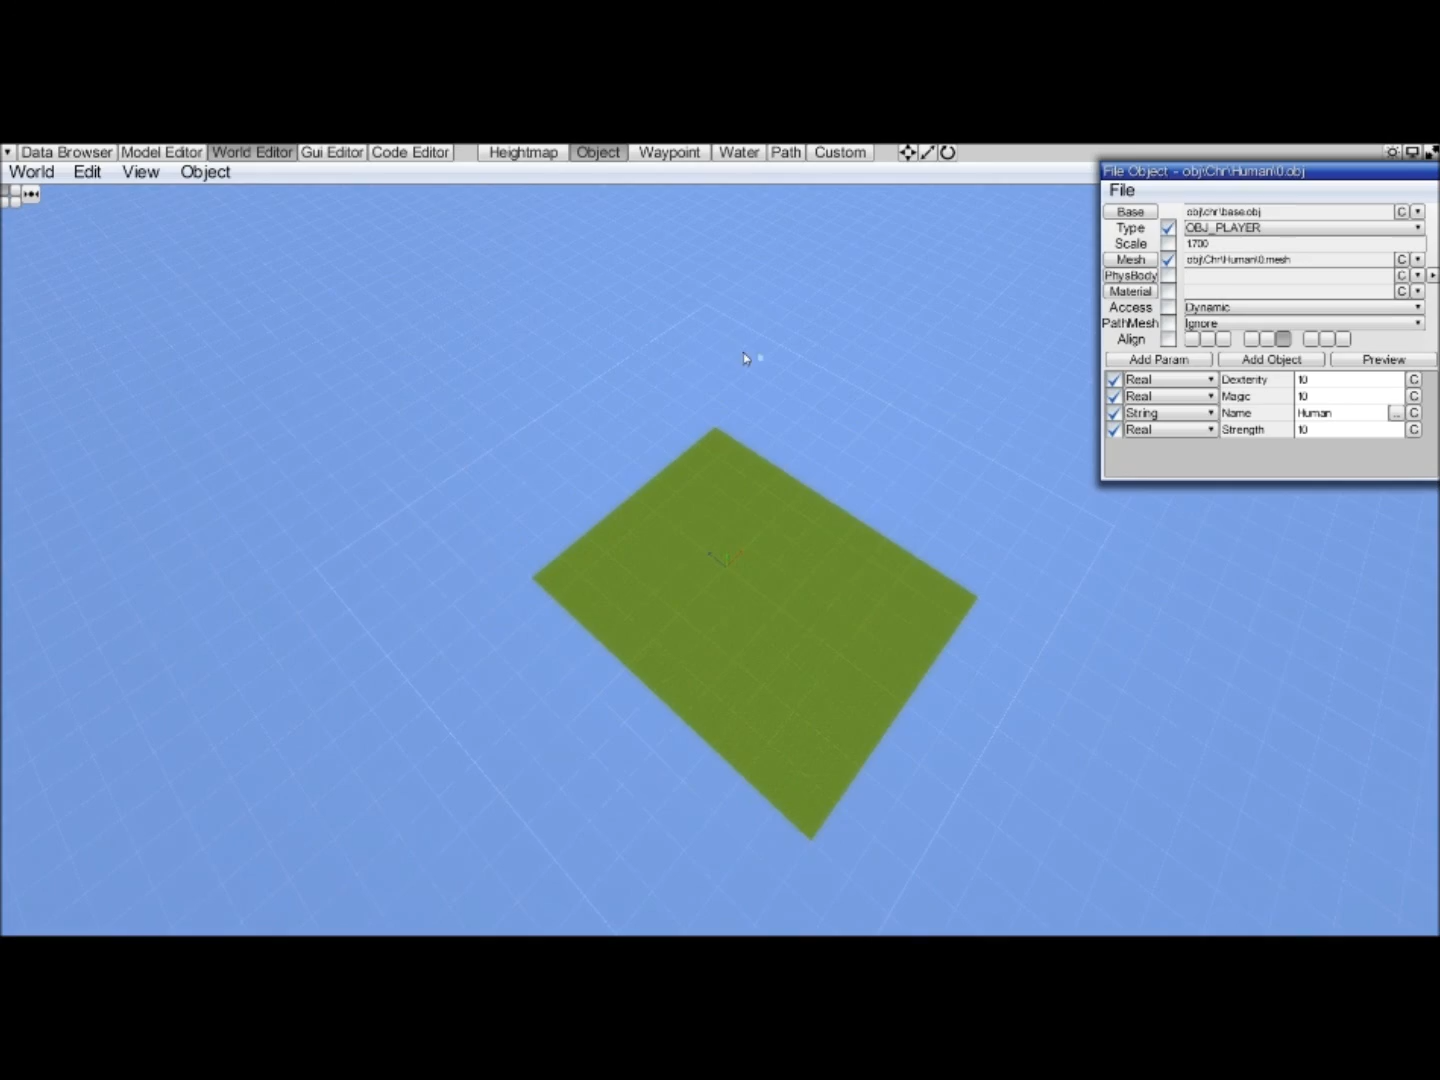 Data Browser Model Editor World Editor Gui Editor Code Editor Heightmap Object Waypoint Water Path Custom
World Edit View Object
File Object - obj\Chr\Human\0.obj
File
Base obj\chr\base.obj C
Type OBJ_PLAYER
Scale 1.700
Mesh obj\Chr\Human\0.mesh C
PhysBody C
Material C
Access Dynamic
PathMesh Ignore
Align
Add Param Add Object Preview
Real Dexterity 10 C
Real Magic 10 C
String Name Human ... C
Real Strength 10 C